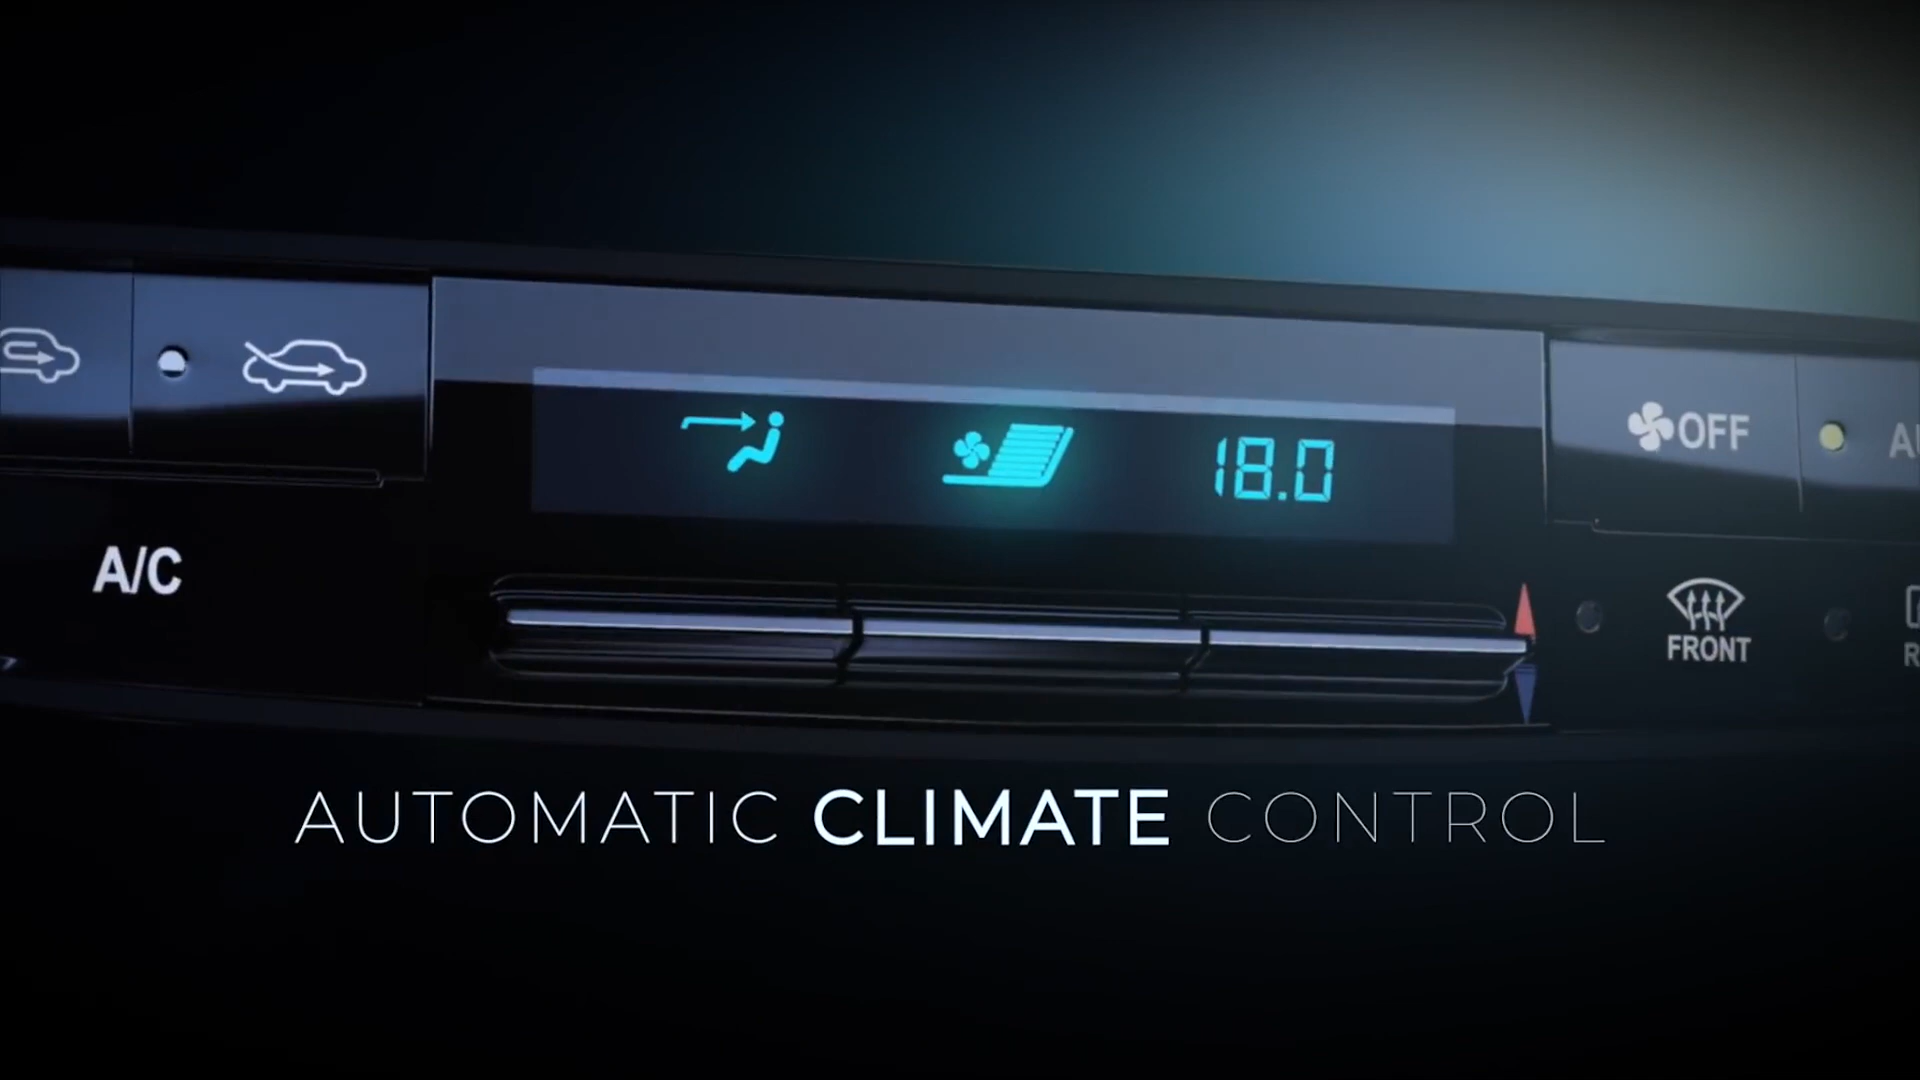 18.0
OFF
A/C
FRONT
AUTOMATIC CLIMATE CONTROL